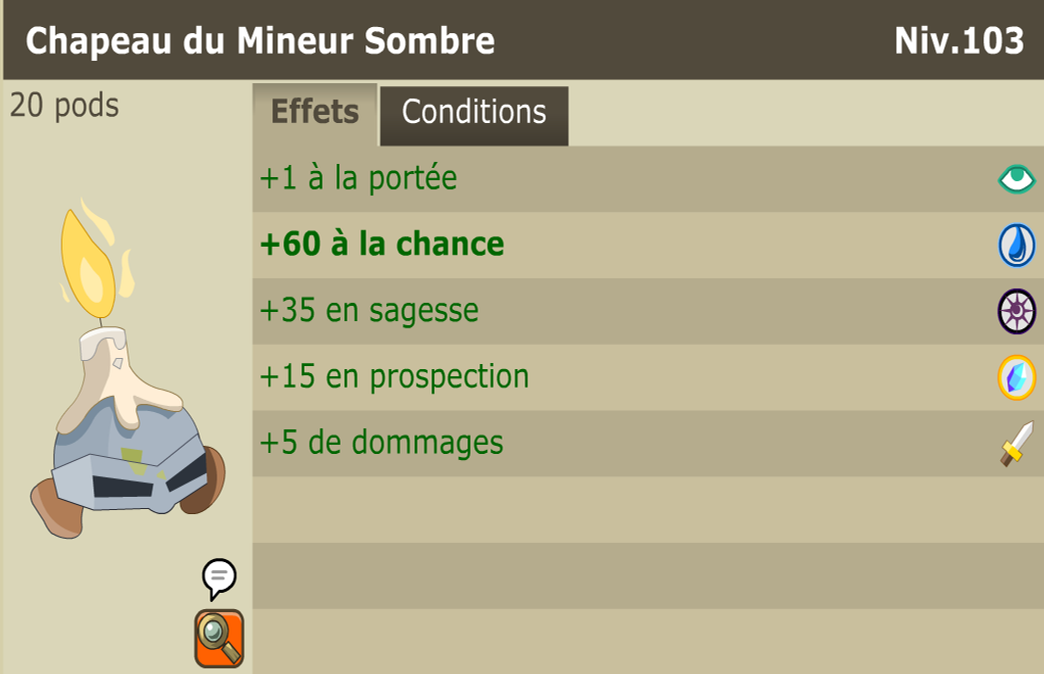 Chapeau du Mineur Sombre Niv.103
20 pods
Effets Conditions
+1 à la portée
+60 à la chance
+35 en sagesse
+15 en prospection
+5 de dommages